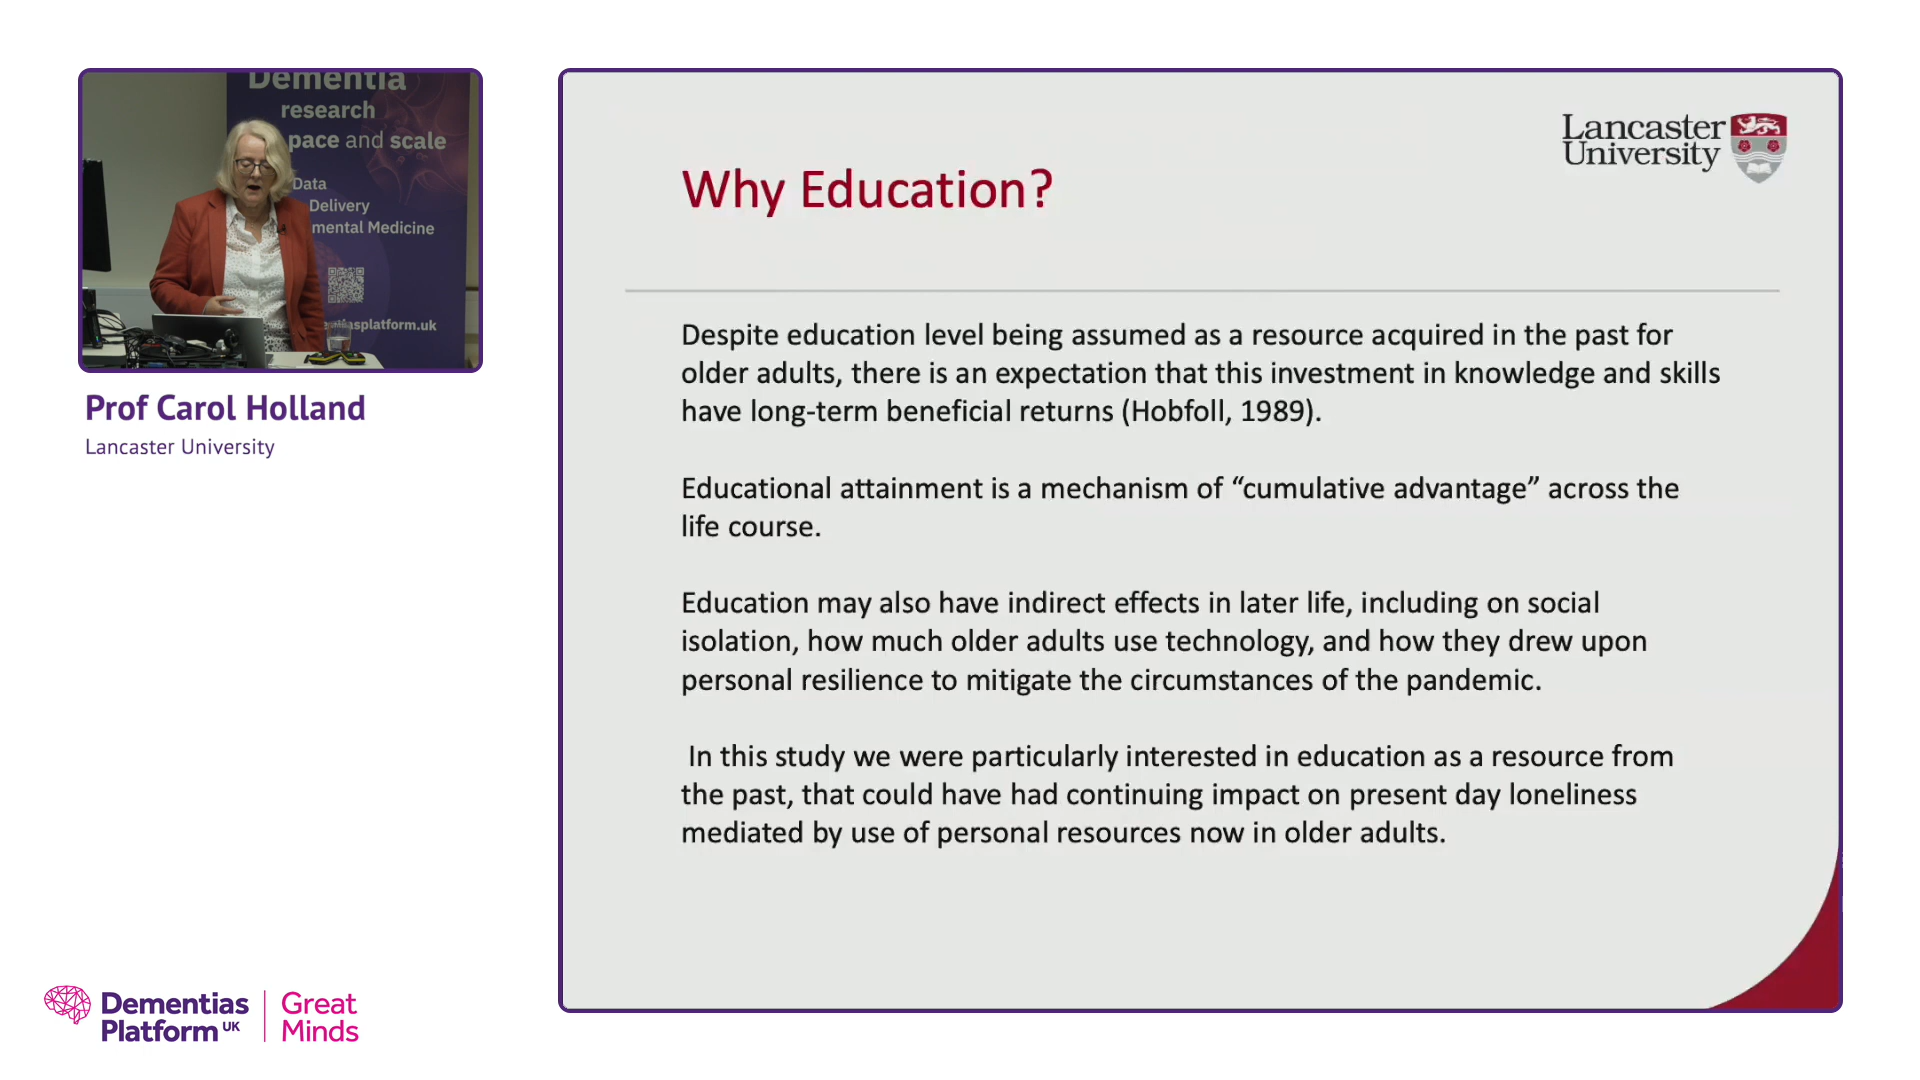 Dementia
research
pace and scale
Data
Delivery
mental Medicine
tiasplatform.uk
Prof Carol Holland
Lancaster University
Lancaster
University
Why Education?
Despite education level being assumed as a resource acquired in the past for
older adults, there is an expectation that this investment in knowledge and skills
have long-term beneficial returns (Hobfoll, 1989).
Educational attainment is a mechanism of “cumulative advantage” across the
life course.
Education may also have indirect effects in later life, including on social
isolation, how much older adults use technology, and how they drew upon
personal resilience to mitigate the circumstances of the pandemic.
In this study we were particularly interested in education as a resource from
the past, that could have had continuing impact on present day loneliness
mediated by use of personal resources now in older adults.
Dementias
Platform UK
Great
Minds